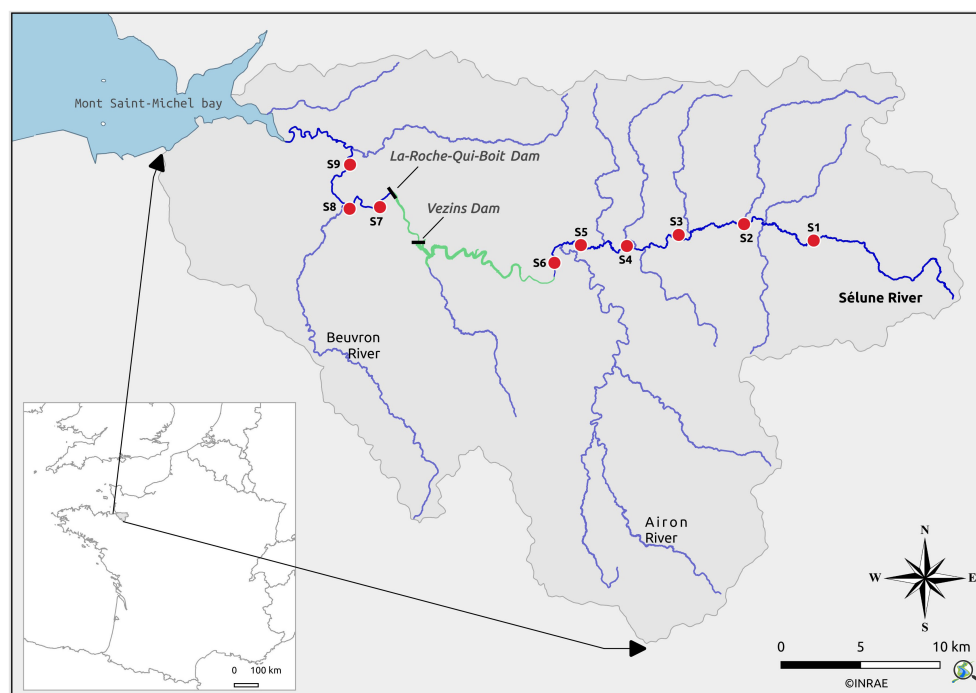 Mont Saint-Michel bay
La-Roche-Qui-Boit Dam
S9
Vezins Dam
S8
S7
S6
S5
S4
S3
S2
S1
Sélune River
Beuvron
River
Airon
River
N
W
E
S
0 100 km
0 5 10 km
©INRAE